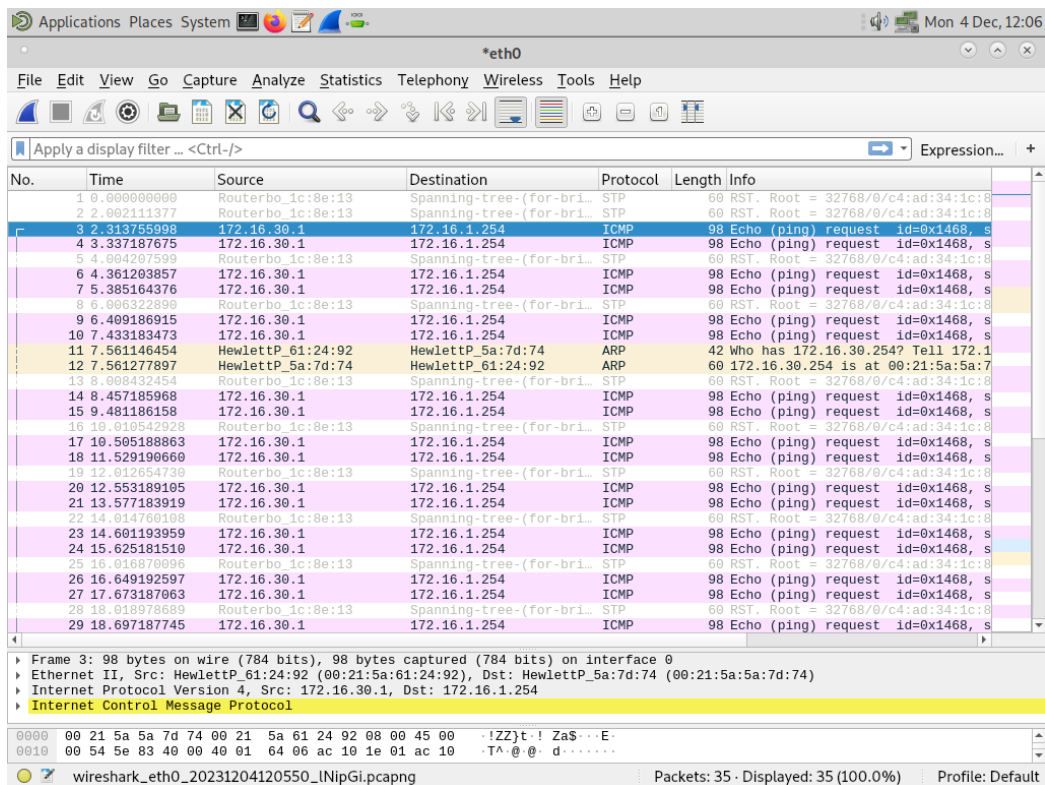 Applications Places System Mon 4 Dec, 12:06
*eth0
File Edit View Go Capture Analyze Statistics Telephony Wireless Tools Help
Apply a display filter ... <Ctrl-/> Expression... +
No. Time Source Destination Protocol Length Info
1 0.000000000 Routerbo_1c:8e:13 Spanning-tree-(for-bri… STP 60 RST. Root = 32768/0/c4:ad:34:1c:8
2 2.002111377 Routerbo_1c:8e:13 Spanning-tree-(for-bri… STP 60 RST. Root = 32768/0/c4:ad:34:1c:8
3 2.313755998 172.16.30.1 172.16.1.254 ICMP 98 Echo (ping) request id=0x1468, s
4 3.337187675 172.16.30.1 172.16.1.254 ICMP 98 Echo (ping) request id=0x1468, s
5 4.004207599 Routerbo_1c:8e:13 Spanning-tree-(for-bri… STP 60 RST. Root = 32768/0/c4:ad:34:1c:8
6 4.361203857 172.16.30.1 172.16.1.254 ICMP 98 Echo (ping) request id=0x1468, s
7 5.385164376 172.16.30.1 172.16.1.254 ICMP 98 Echo (ping) request id=0x1468, s
8 6.006322890 Routerbo_1c:8e:13 Spanning-tree-(for-bri… STP 60 RST. Root = 32768/0/c4:ad:34:1c:8
9 6.409186915 172.16.30.1 172.16.1.254 ICMP 98 Echo (ping) request id=0x1468, s
10 7.433183473 172.16.30.1 172.16.1.254 ICMP 98 Echo (ping) request id=0x1468, s
11 7.561146454 HewlettP_61:24:92 HewlettP_5a:7d:74 ARP 42 Who has 172.16.30.254? Tell 172.1
12 7.561277897 HewlettP_5a:7d:74 HewlettP_61:24:92 ARP 60 172.16.30.254 is at 00:21:5a:5a:7
13 8.008432454 Routerbo_1c:8e:13 Spanning-tree-(for-bri… STP 60 RST. Root = 32768/0/c4:ad:34:1c:8
14 8.457185968 172.16.30.1 172.16.1.254 ICMP 98 Echo (ping) request id=0x1468, s
15 9.481186158 172.16.30.1 172.16.1.254 ICMP 98 Echo (ping) request id=0x1468, s
16 10.010542928 Routerbo_1c:8e:13 Spanning-tree-(for-bri… STP 60 RST. Root = 32768/0/c4:ad:34:1c:8
17 10.505188863 172.16.30.1 172.16.1.254 ICMP 98 Echo (ping) request id=0x1468, s
18 11.529190660 172.16.30.1 172.16.1.254 ICMP 98 Echo (ping) request id=0x1468, s
19 12.012654730 Routerbo_1c:8e:13 Spanning-tree-(for-bri… STP 60 RST. Root = 32768/0/c4:ad:34:1c:8
20 12.553189105 172.16.30.1 172.16.1.254 ICMP 98 Echo (ping) request id=0x1468, s
21 13.577183919 172.16.30.1 172.16.1.254 ICMP 98 Echo (ping) request id=0x1468, s
22 14.014760108 Routerbo_1c:8e:13 Spanning-tree-(for-bri… STP 60 RST. Root = 32768/0/c4:ad:34:1c:8
23 14.601193959 172.16.30.1 172.16.1.254 ICMP 98 Echo (ping) request id=0x1468, s
24 15.625181510 172.16.30.1 172.16.1.254 ICMP 98 Echo (ping) request id=0x1468, s
25 16.016870096 Routerbo_1c:8e:13 Spanning-tree-(for-bri… STP 60 RST. Root = 32768/0/c4:ad:34:1c:8
26 16.649192597 172.16.30.1 172.16.1.254 ICMP 98 Echo (ping) request id=0x1468, s
27 17.673187063 172.16.30.1 172.16.1.254 ICMP 98 Echo (ping) request id=0x1468, s
28 18.018978689 Routerbo_1c:8e:13 Spanning-tree-(for-bri… STP 60 RST. Root = 32768/0/c4:ad:34:1c:8
29 18.697187745 172.16.30.1 172.16.1.254 ICMP 98 Echo (ping) request id=0x1468, s
Frame 3: 98 bytes on wire (784 bits), 98 bytes captured (784 bits) on interface 0
Ethernet II, Src: HewlettP_61:24:92 (00:21:5a:61:24:92), Dst: HewlettP_5a:7d:74 (00:21:5a:5a:7d:74)
Internet Protocol Version 4, Src: 172.16.30.1, Dst: 172.16.1.254
Internet Control Message Protocol
0000 00 21 5a 5a 7d 74 00 21 5a 61 24 92 08 00 45 00 ·!ZZ}t·! Za$···E·
0010 00 54 5e 83 40 00 40 01 64 06 ac 10 1e 01 ac 10 ·T^·@·@· d·······
wireshark_eth0_20231204120550_lNipGi.pcapng Packets: 35 · Displayed: 35 (100.0%) Profile: Default